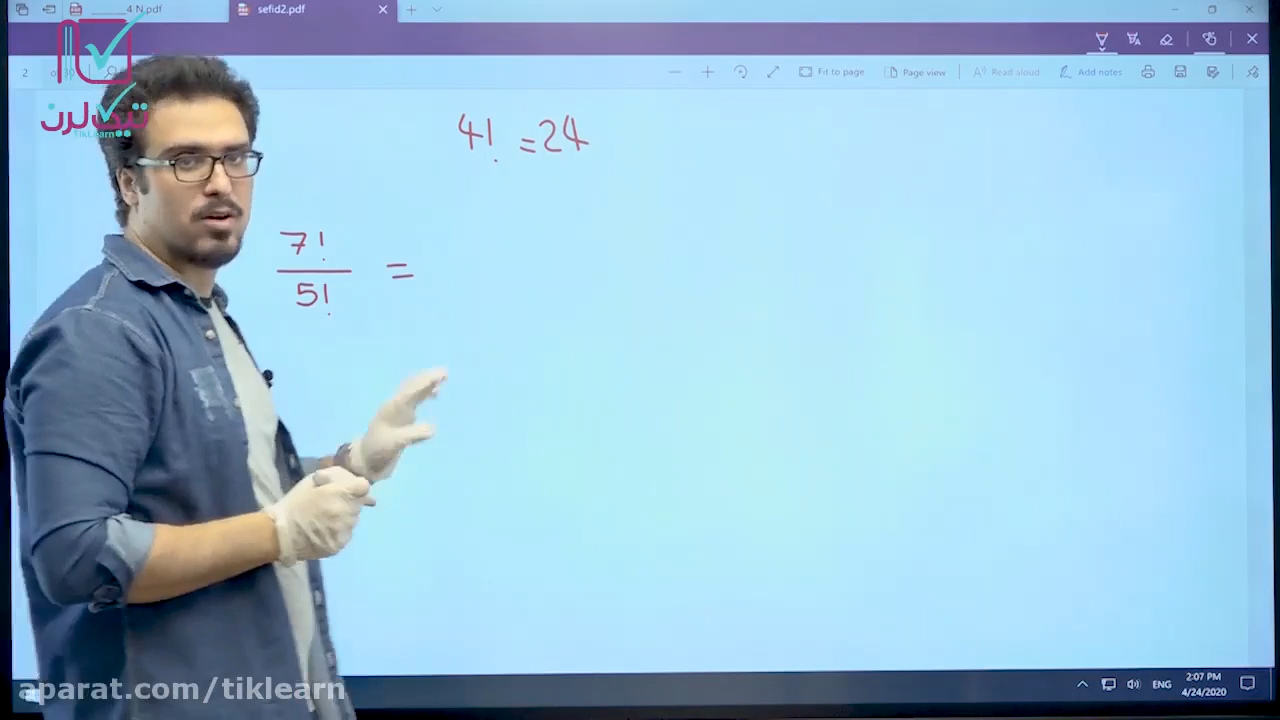 4 N.pdf
sefid2.pdf
2
Fit to page
Page view
Read aloud
Add notes
تیک لرن
TikLearn
4! = 24
7!
5!
=
aparat.com/tiklearn
ENG
2:07 PM
4/24/2020